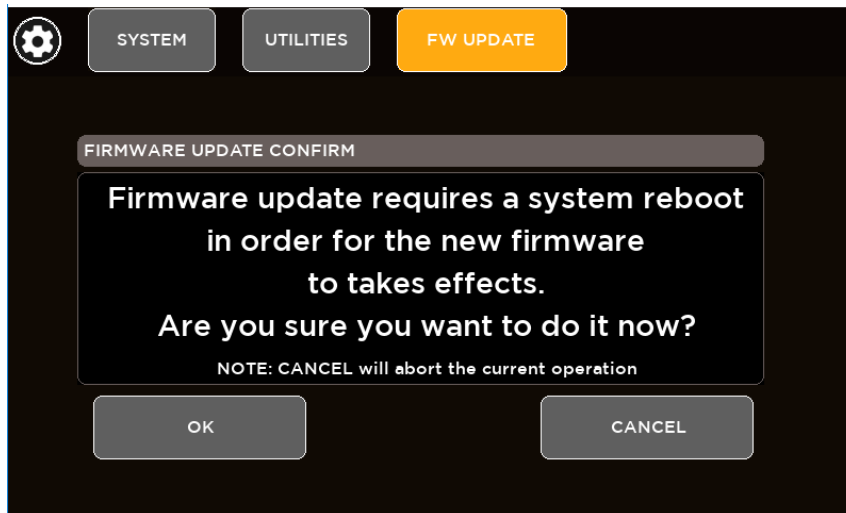 SYSTEM
UTILITIES
FW UPDATE
FIRMWARE UPDATE CONFIRM
Firmware update requires a system reboot
in order for the new firmware
to takes effects.
Are you sure you want to do it now?
NOTE: CANCEL will abort the current operation
OK
CANCEL